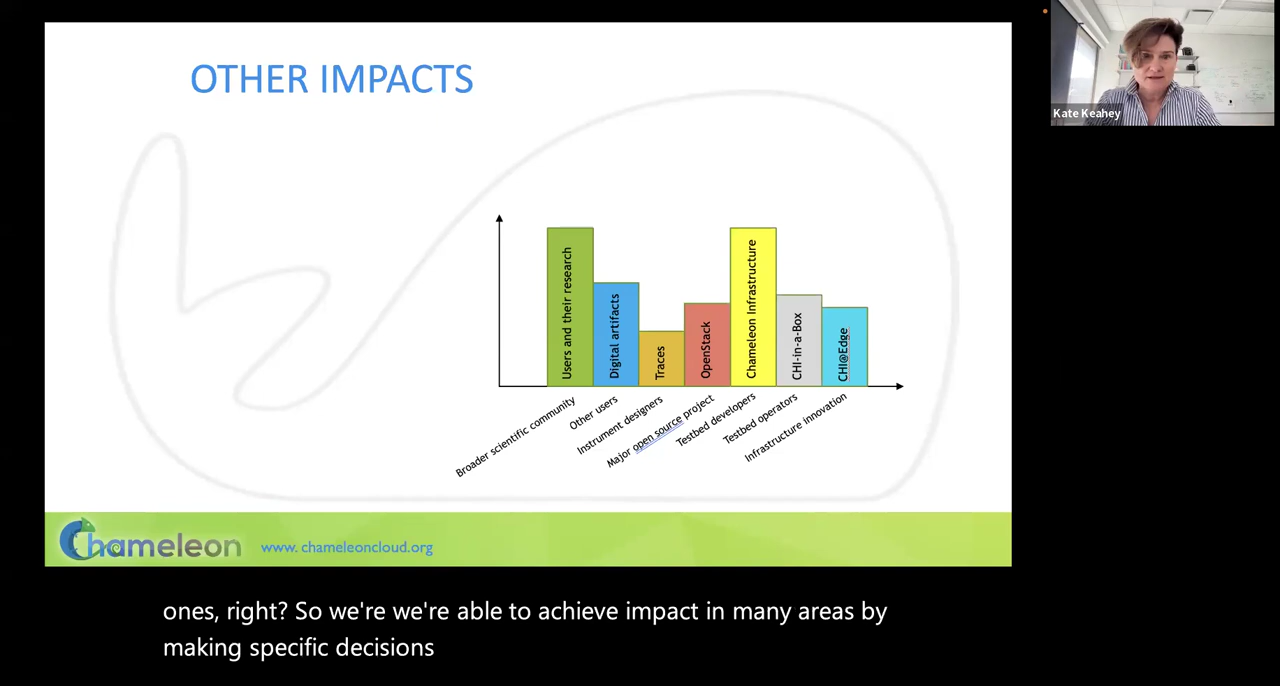 OTHER IMPACTS
Kate Keahey
Users and their research
Digital artifacts
Traces
OpenStack
Chameleon Infrastructure
CHI-in-a-Box
CHI@Edge
Broader scientific community
Other users
Instrument designers
Major open source project
Testbed developers
Testbed operators
Infrastructure innovation
Chameleon
www. chameleoncloud.org
ones, right? So we're we're able to achieve impact in many areas by
making specific decisions